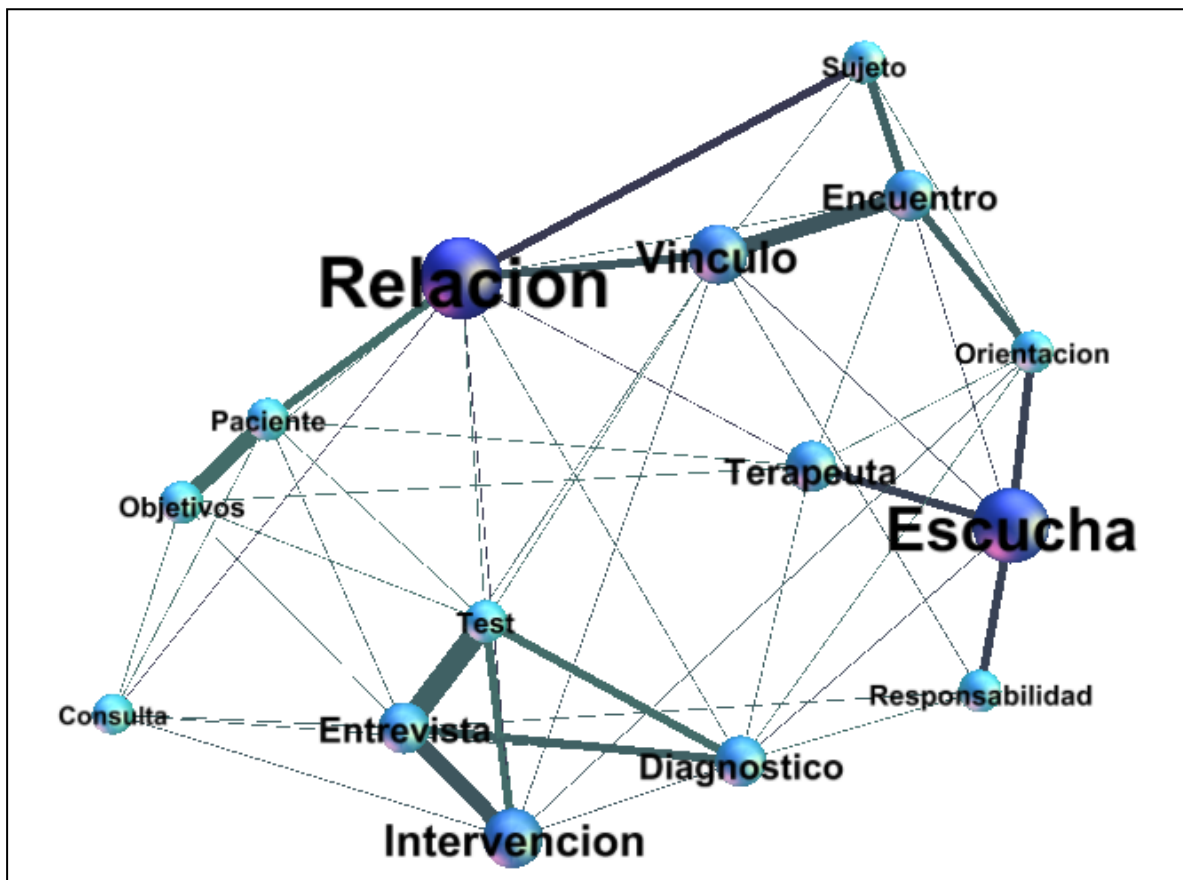 Sujeto
Encuentro
Vinculo
Relacion
Orientacion
Paciente
Terapeuta
Objetivos
Escucha
Test
Responsabilidad
Consulta
Entrevista
Diagnostico
Intervencion